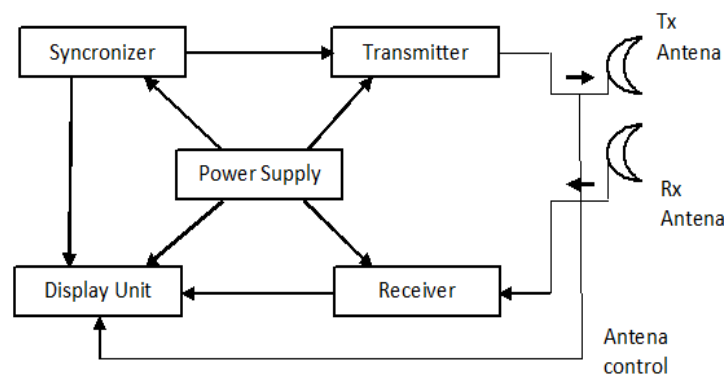 Syncronizer
Transmitter
Tx
Antena
Power Supply
Rx
Antena
Display Unit
Receiver
Antena
control